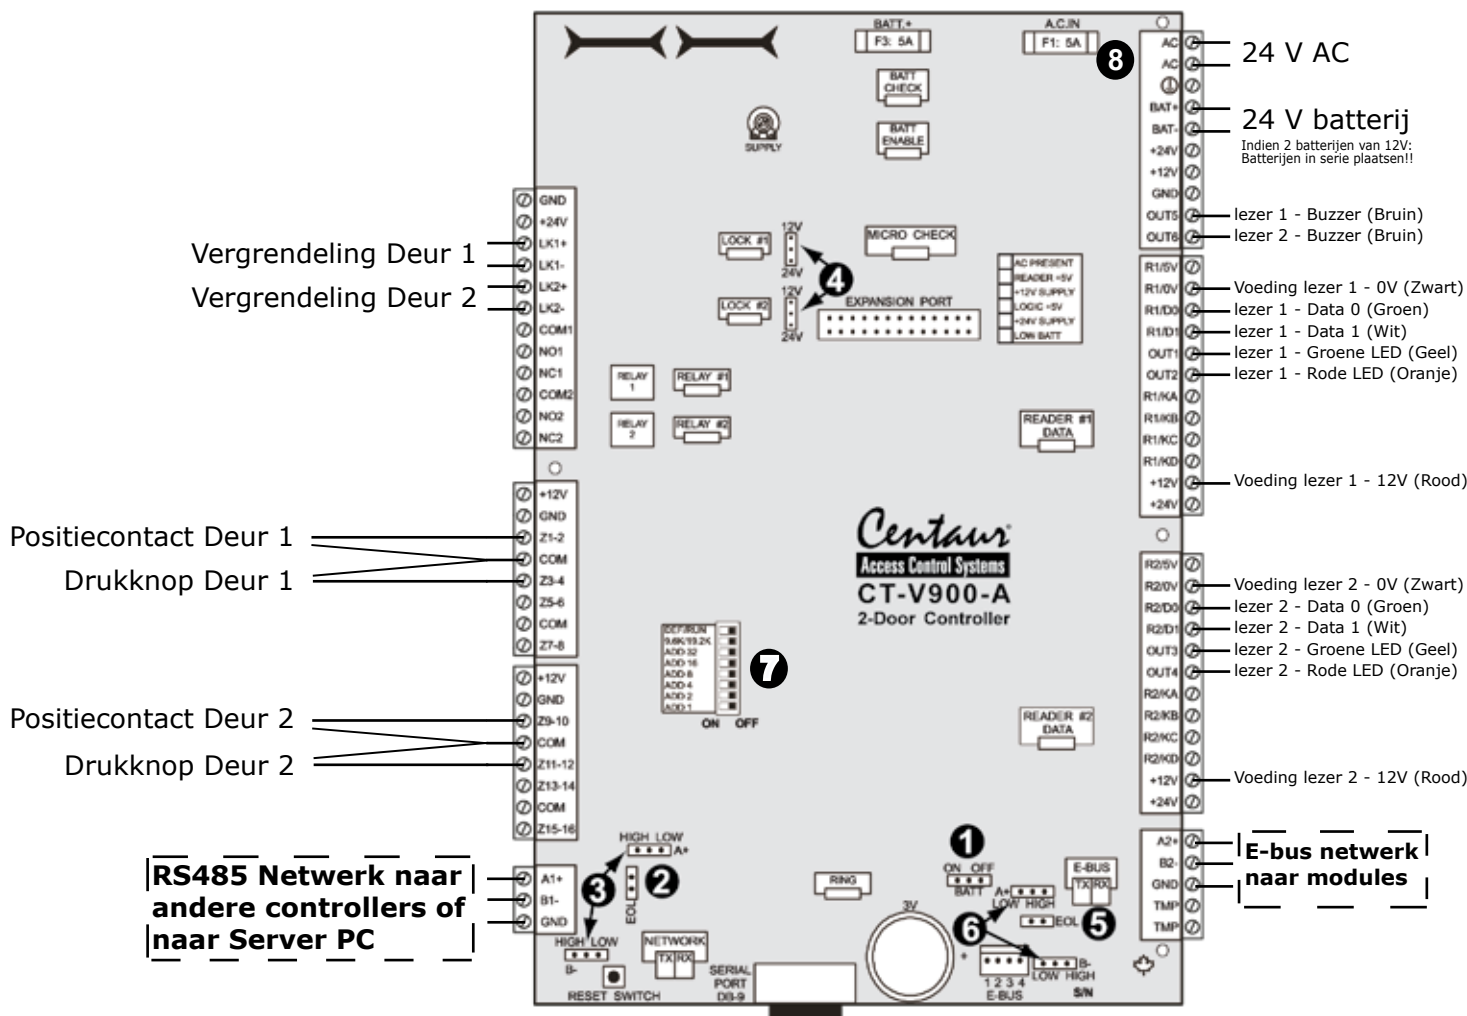 BATT.+
F3: 5A
A.C.IN
F1: 5A
8
BATT
CHECK
BATT
ENABLE
SUPPLY
AC
AC
BAT+
BAT-
+24V
+12V
GND
OUT5
OUT6
24 V AC
24 V batterij
Indien 2 batterijen van 12V:
Batterijen in serie plaatsen!!
lezer 1 - Buzzer (Bruin)
lezer 2 - Buzzer (Bruin)
GND
+24V
LK1+
LK1-
LK2+
LK2-
COM1
NO1
NC1
COM2
NO2
NC2
Vergrendeling Deur 1
Vergrendeling Deur 2
LOCK #1
12V
24V
4
LOCK #2
12V
24V
MICRO CHECK
AC PRESENT
READER +5V
+12V SUPPLY
LOGIC +5V
+24V SUPPLY
LOW BATT
EXPANSION PORT
RELAY
1
RELAY #1
RELAY
2
RELAY #2
READER #1
DATA
R1/5V
R1/0V
R1/D0
R1/D1
OUT1
OUT2
R1/KA
R1/KB
R1/KC
R1/KD
+12V
+24V
Voeding lezer 1 - 0V (Zwart)
lezer 1 - Data 0 (Groen)
lezer 1 - Data 1 (Wit)
lezer 1 - Groene LED (Geel)
lezer 1 - Rode LED (Oranje)
Voeding lezer 1 - 12V (Rood)
+12V
GND
Z1-2
COM
Z3-4
Z5-6
COM
Z7-8
Positiecontact Deur 1
Drukknop Deur 1
Centaur
Access Control Systems
CT-V900-A
2-Door Controller
DEF/RUN
9.6K/19.2K
ADD 32
ADD 16
ADD 8
ADD 4
ADD 2
ADD 1
ON OFF
7
R2/5V
R2/0V
R2/D0
R2/D1
OUT3
OUT4
R2/KA
R2/KB
R2/KC
R2/KD
+12V
+24V
Voeding lezer 2 - 0V (Zwart)
lezer 2 - Data 0 (Groen)
lezer 2 - Data 1 (Wit)
lezer 2 - Groene LED (Geel)
lezer 2 - Rode LED (Oranje)
Voeding lezer 2 - 12V (Rood)
+12V
GND
Z9-10
COM
Z11-12
Z13-14
COM
Z15-16
Positiecontact Deur 2
Drukknop Deur 2
READER #2
DATA
RS485 Netwerk naar
andere controllers of
naar Server PC
A1+
B1-
GND
HIGH LOW
A+
3
2
EOL
HIGH LOW
B-
RESET SWITCH
NETWORK
TX RX
SERIAL
PORT
DB-9
RING
3V
+
1
ON OFF
BATT
A+
LOW HIGH
EOL
6
5
E-BUS
TX RX
1 2 3 4
E-BUS
B-
LOW HIGH
S/N
A2+
B2-
GND
TMP
TMP
E-bus netwerk
naar modules